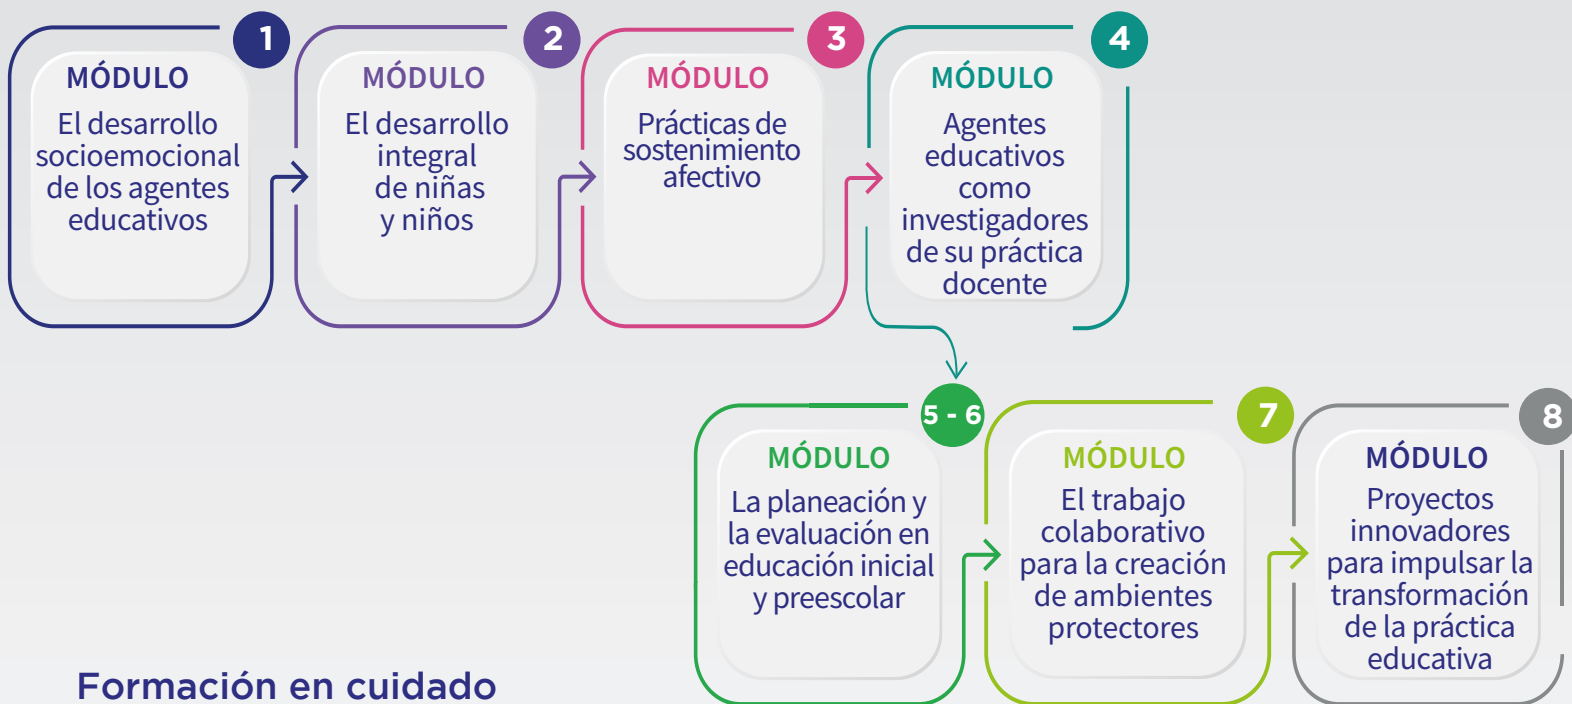 1
MÓDULO
El desarrollo
socioemocional
de los agentes
educativos
2
MÓDULO
El desarrollo
integral
de niñas
y niños
3
MÓDULO
Prácticas de
sostenimiento
afectivo
4
MÓDULO
Agentes
educativos
como
investigadores
de su práctica
docente
5 - 6
MÓDULO
La planeación y
la evaluación en
educación inicial
y preescolar
7
MÓDULO
El trabajo
colaborativo
para la creación
de ambientes
protectores
8
MÓDULO
Proyectos
innovadores
para impulsar la
transformación
de la práctica
educativa
Formación en cuidado